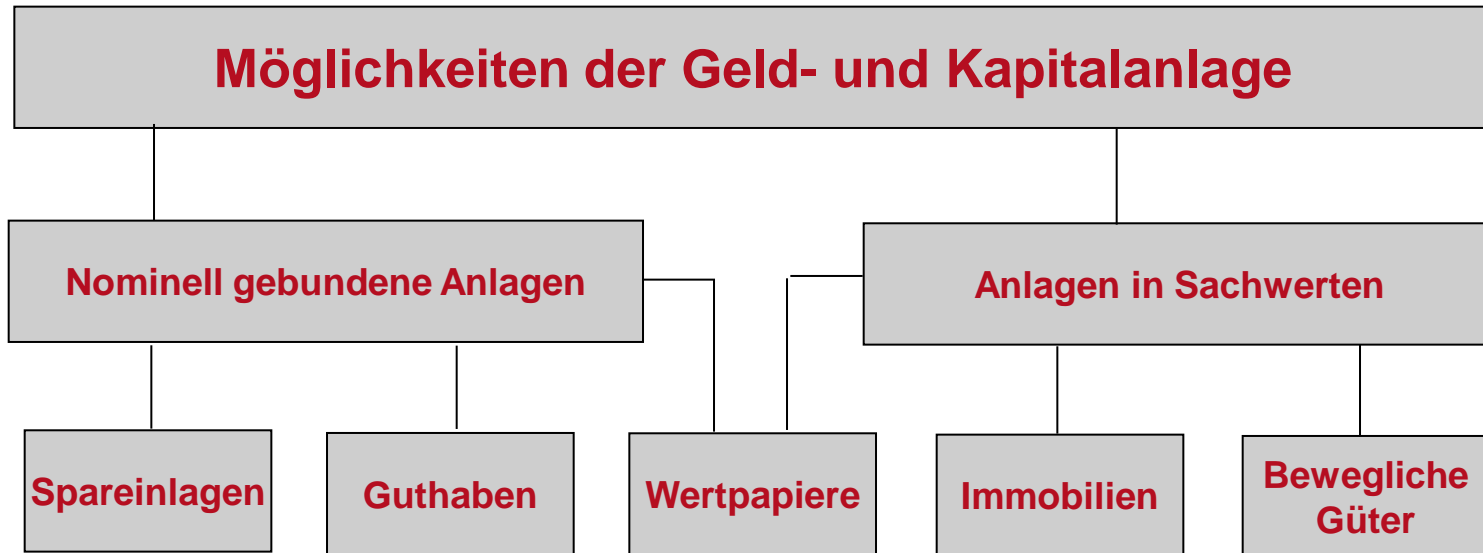 Möglichkeiten der Geld- und Kapitalanlage
Nominell gebundene Anlagen
Anlagen in Sachwerten
Spareinlagen
Guthaben
Wertpapiere
Immobilien
Bewegliche
Güter